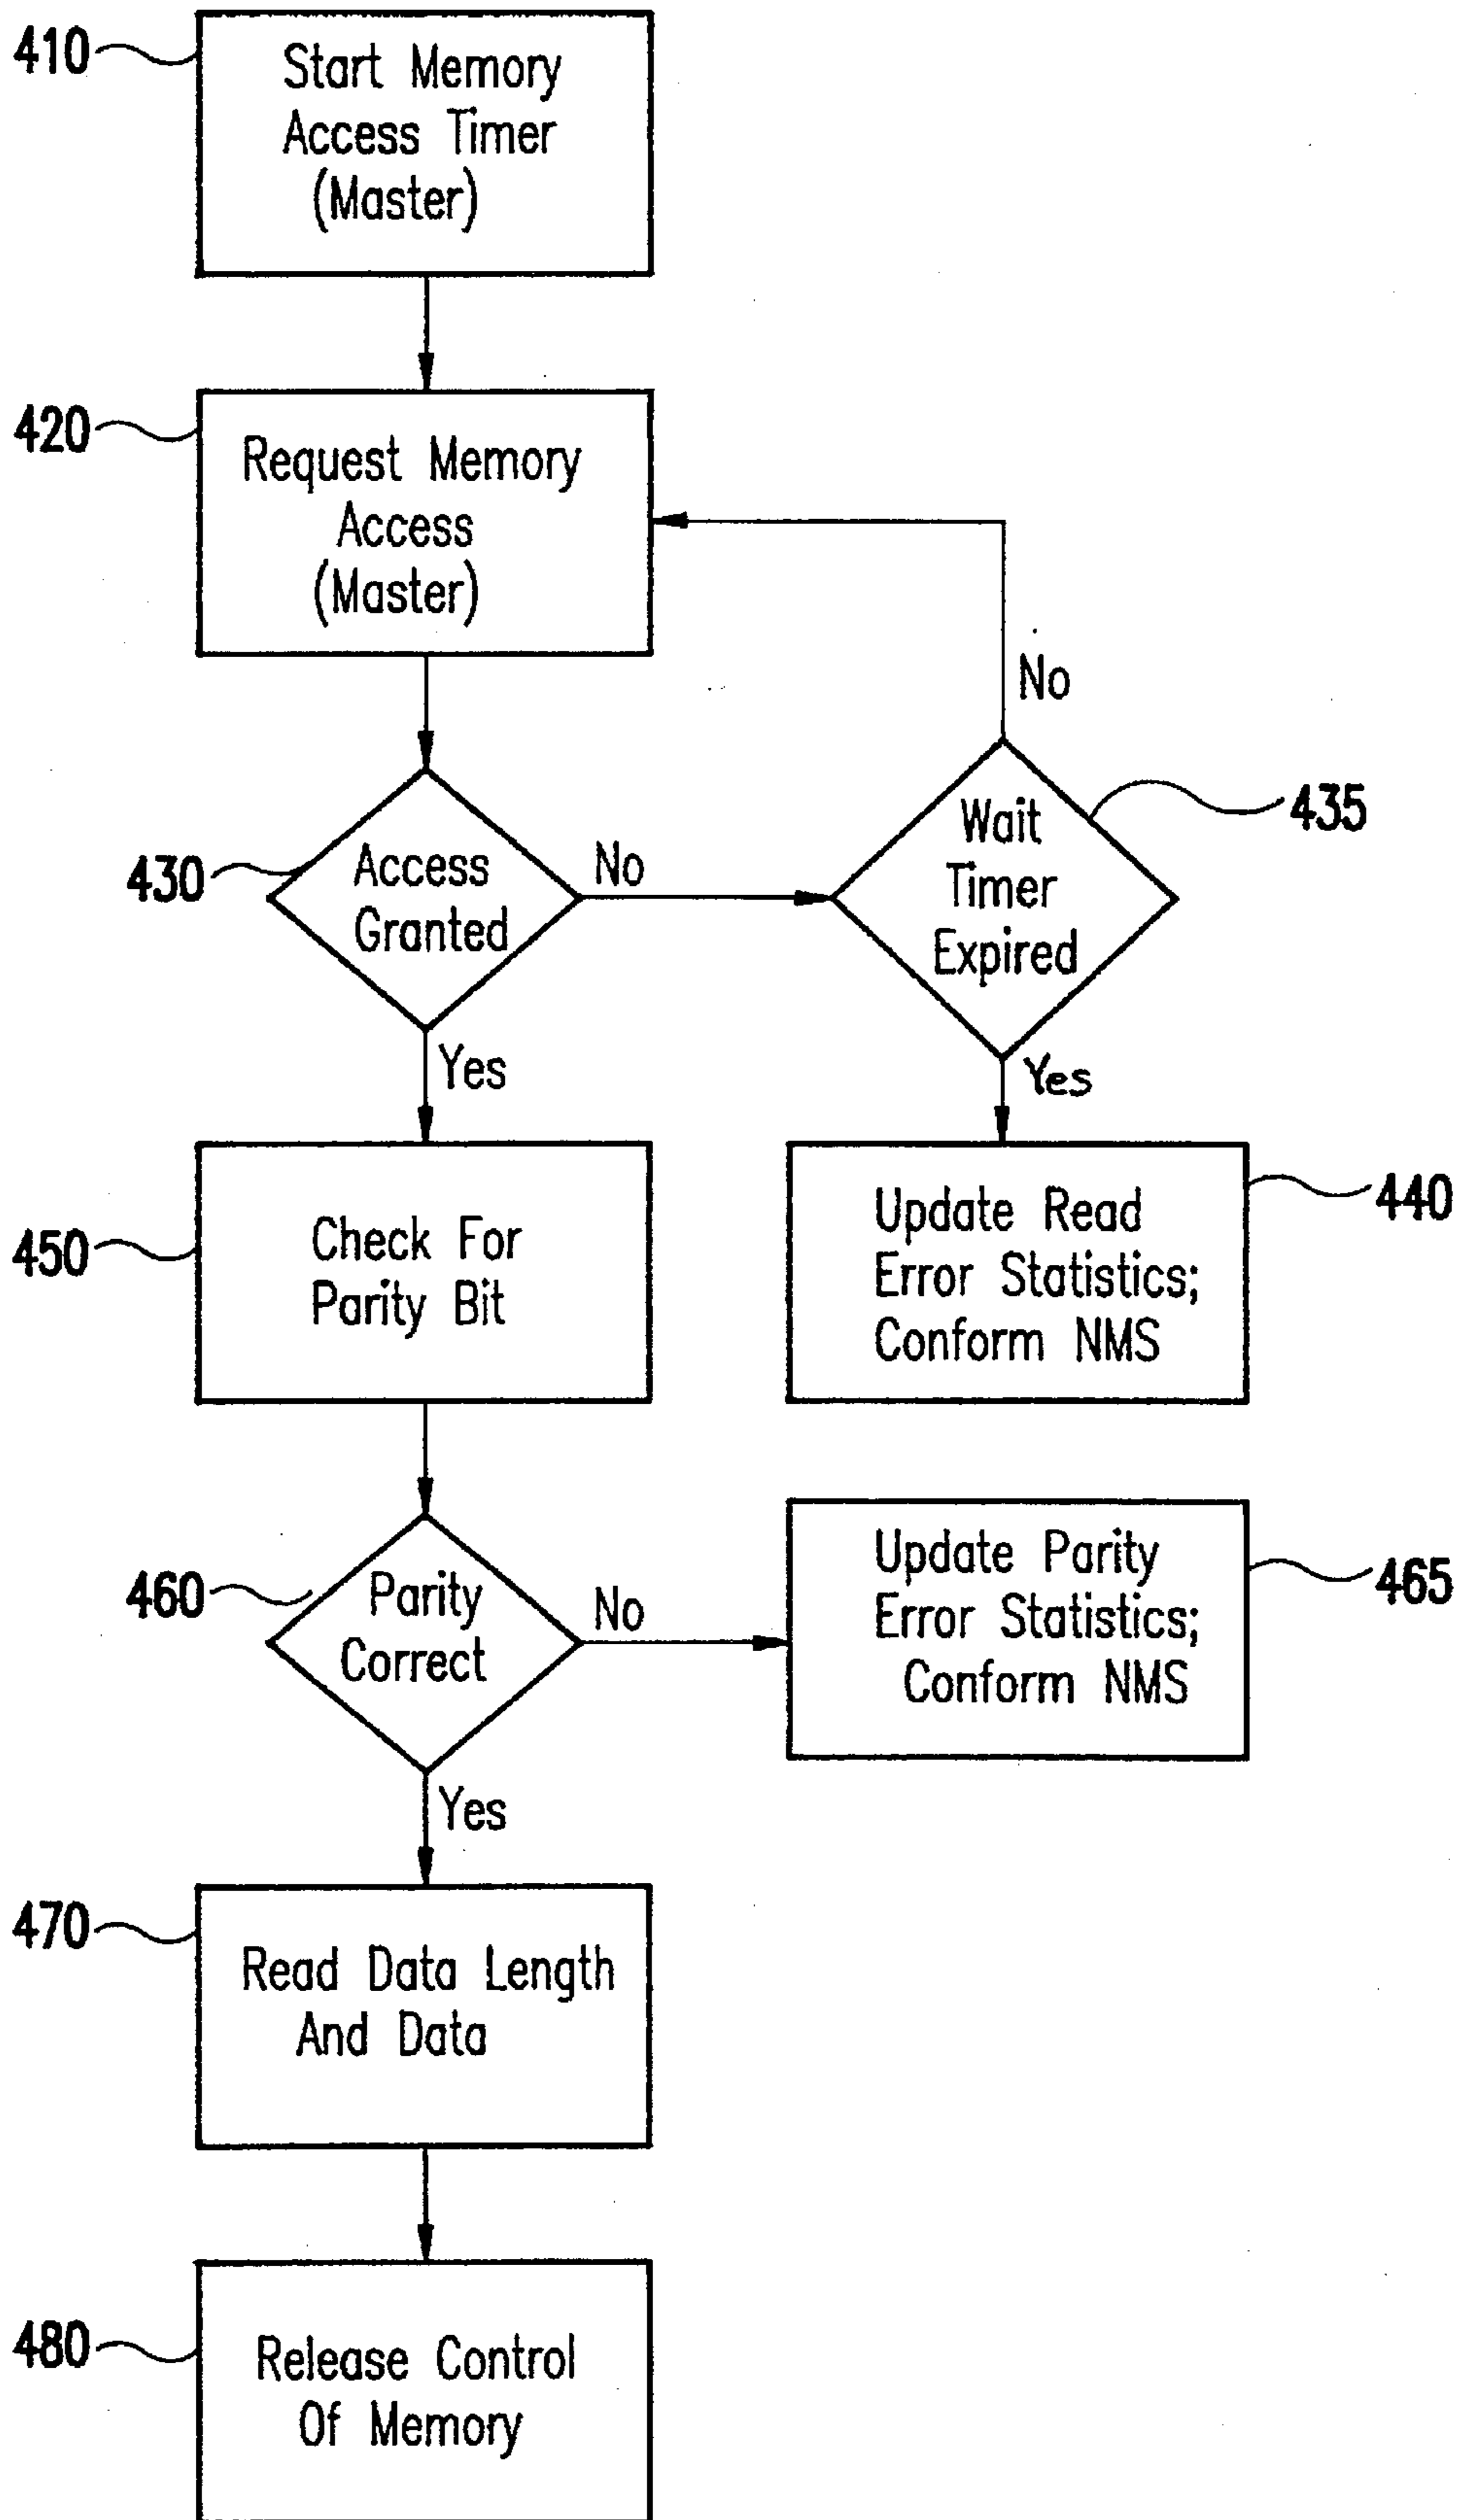 410
Start Memory
Access Timer
(Master)
420
Request Memory
Access
(Master)
No
430
Access
Granted
No
Wait
Timer
Expired
435
Yes
Yes
450
Check For
Parity Bit
Update Read
Error Statistics;
Conform NMS
440
460
Parity
Correct
No
Update Parity
Error Statistics;
Conform NMS
465
Yes
470
Read Data Length
And Data
480
Release Control
Of Memory